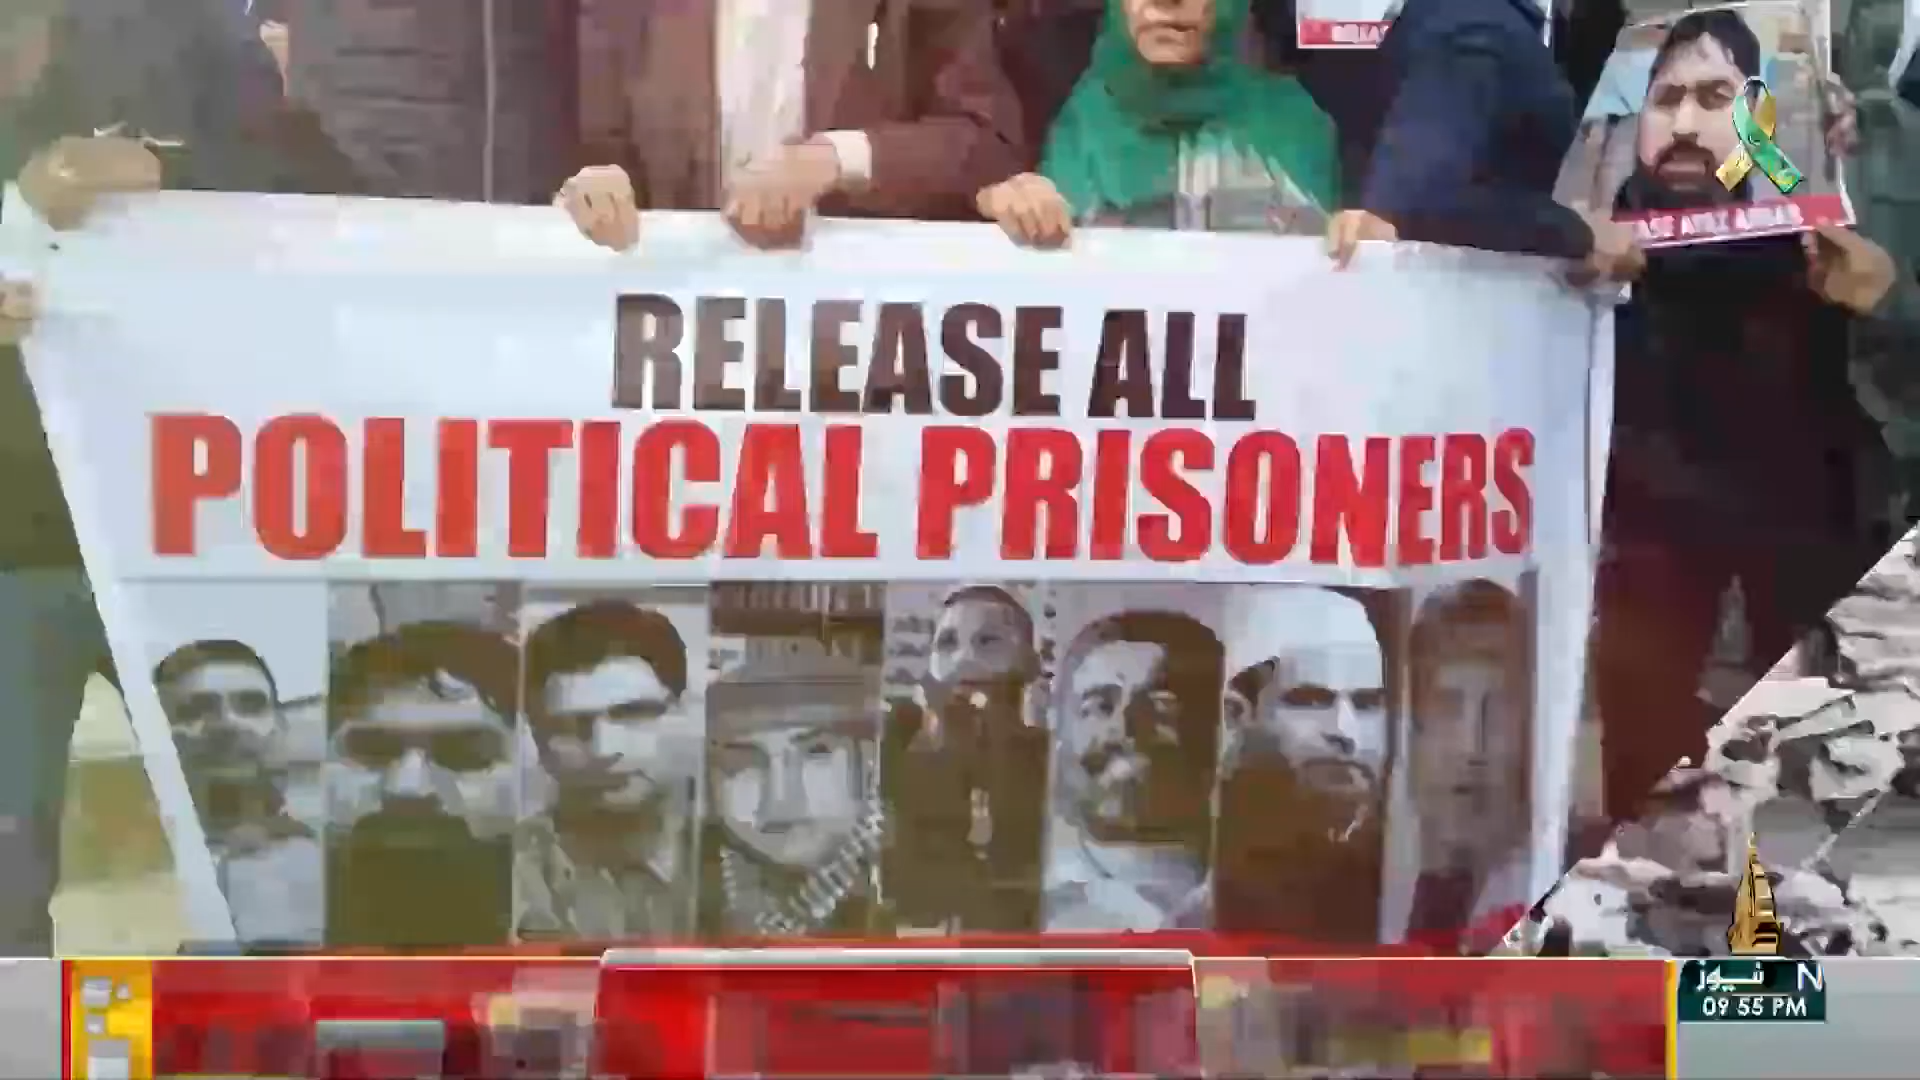 RELEASE ALL
POLITICAL PRISONERS
نیوز N
09 55 PM